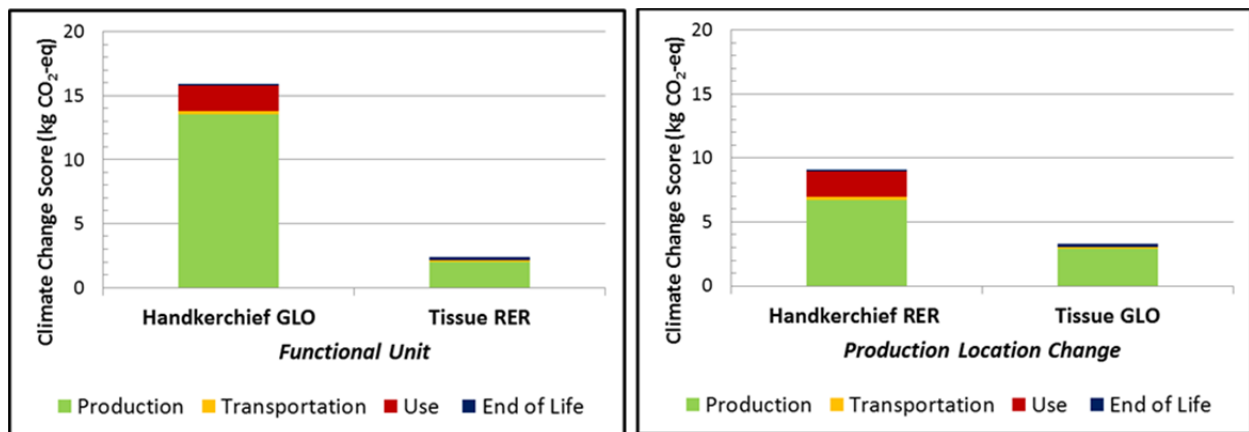 Climate Change Score (kg CO₂-eq)
20
15
10
5
0
Handkerchief GLO Tissue RER
Functional Unit
Production Transportation Use End of Life
Climate Change Score (kg CO₂-eq)
20
15
10
5
0
Handkerchief RER Tissue GLO
Production Location Change
Production Transportation Use End of Life